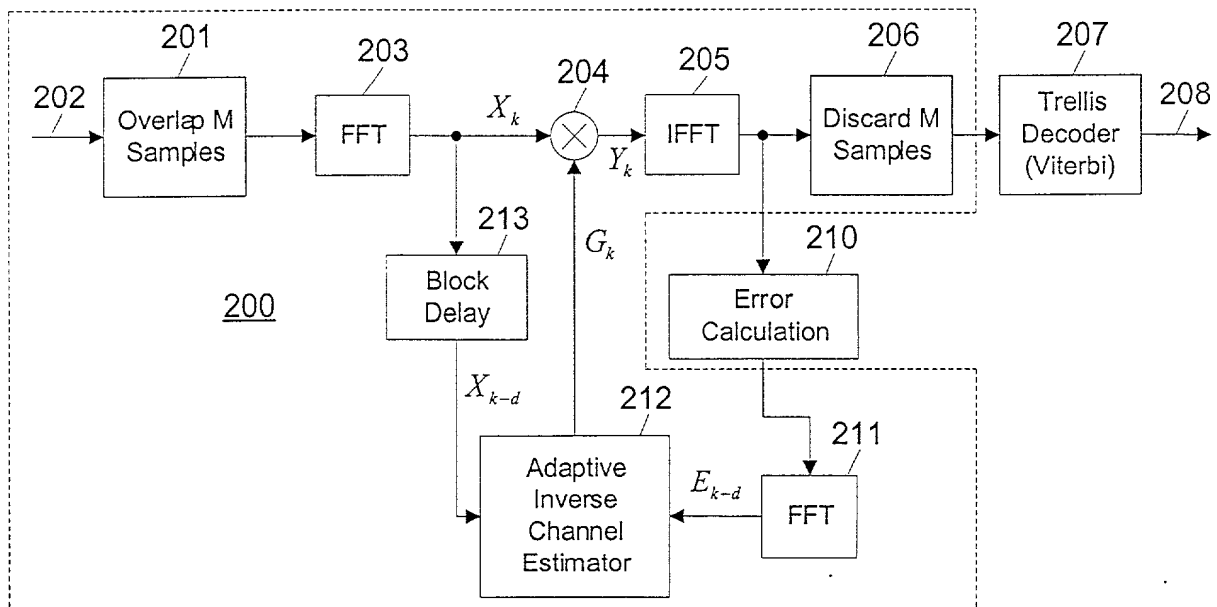 201
202
Overlap M
Samples
203
FFT
X_k
204
Y_k
205
IFFT
206
Discard M
Samples
207
Trellis
Decoder
(Viterbi)
208
213
Block
Delay
G_k
210
Error
Calculation
200
X_{k-d}
212
Adaptive
Inverse
Channel
Estimator
E_{k-d}
211
FFT